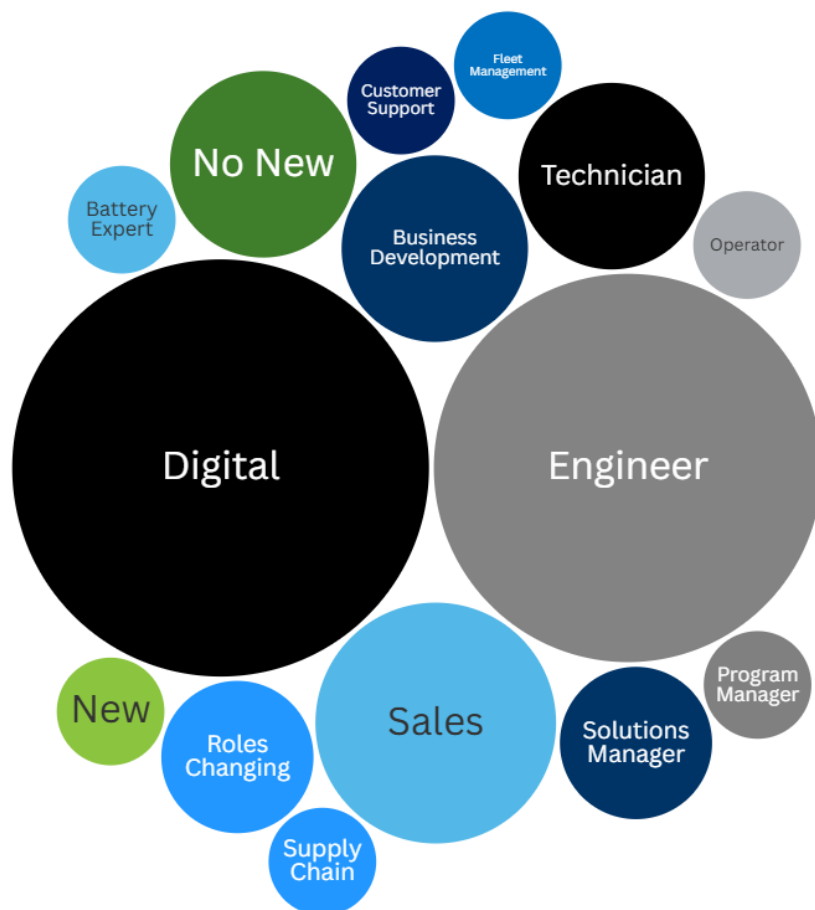 Fleet
Management
Customer
Support
No New
Technician
Battery
Expert
Business
Development
Operator
Digital
Engineer
New
Roles
Changing
Sales
Solutions
Manager
Program
Manager
Supply
Chain